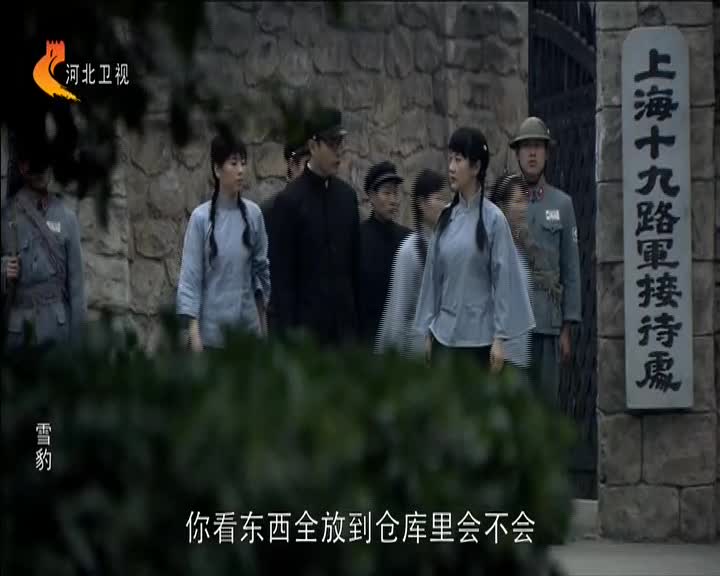 河北卫视
上海十九路軍接待處
雪豹
你看东西全放到仓库里会不会